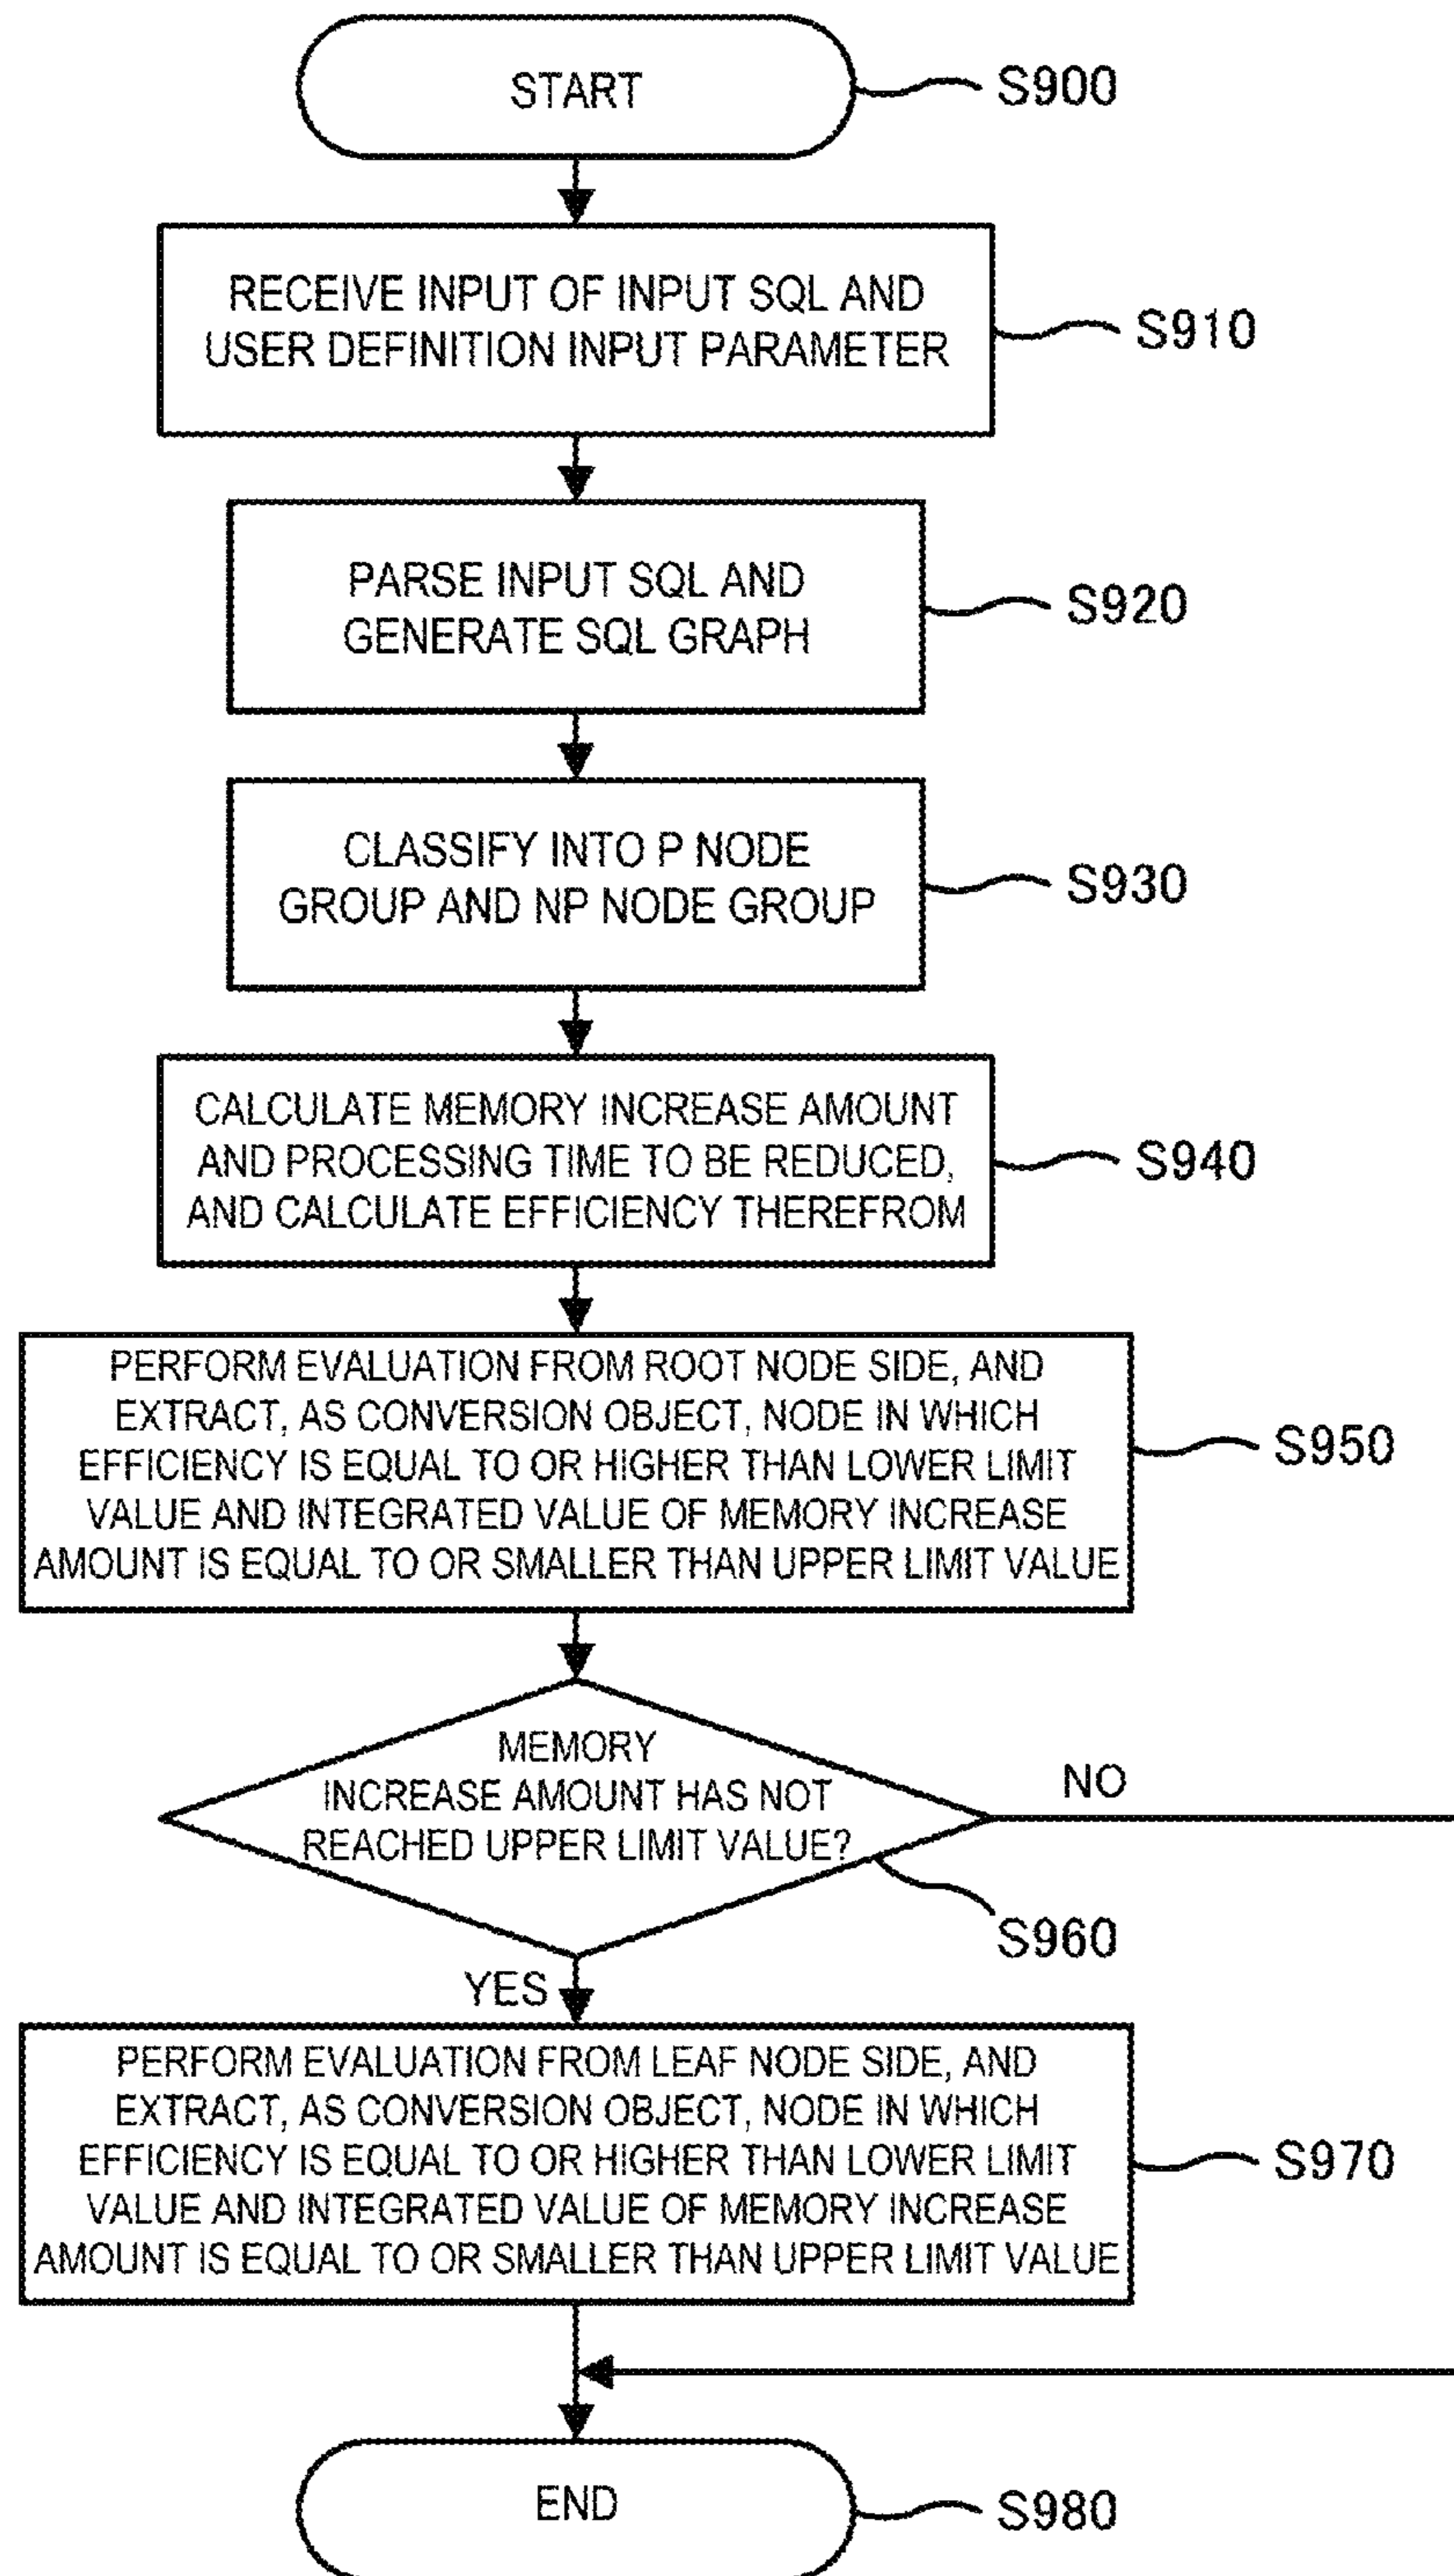 START
S900
RECEIVE INPUT OF INPUT SQL AND
USER DEFINITION INPUT PARAMETER
S910
PARSE INPUT SQL AND
GENERATE SQL GRAPH
S920
CLASSIFY INTO P NODE
GROUP AND NP NODE GROUP
S930
CALCULATE MEMORY INCREASE AMOUNT
AND PROCESSING TIME TO BE REDUCED,
AND CALCULATE EFFICIENCY THEREFROM
S940
PERFORM EVALUATION FROM ROOT NODE SIDE, AND
EXTRACT, AS CONVERSION OBJECT, NODE IN WHICH
EFFICIENCY IS EQUAL TO OR HIGHER THAN LOWER LIMIT
VALUE AND INTEGRATED VALUE OF MEMORY INCREASE
AMOUNT IS EQUAL TO OR SMALLER THAN UPPER LIMIT VALUE
S950
MEMORY
INCREASE AMOUNT HAS NOT
REACHED UPPER LIMIT VALUE?
NO
S960
YES
PERFORM EVALUATION FROM LEAF NODE SIDE, AND
EXTRACT, AS CONVERSION OBJECT, NODE IN WHICH
EFFICIENCY IS EQUAL TO OR HIGHER THAN LOWER LIMIT
VALUE AND INTEGRATED VALUE OF MEMORY INCREASE
AMOUNT IS EQUAL TO OR SMALLER THAN UPPER LIMIT VALUE
S970
END
S980